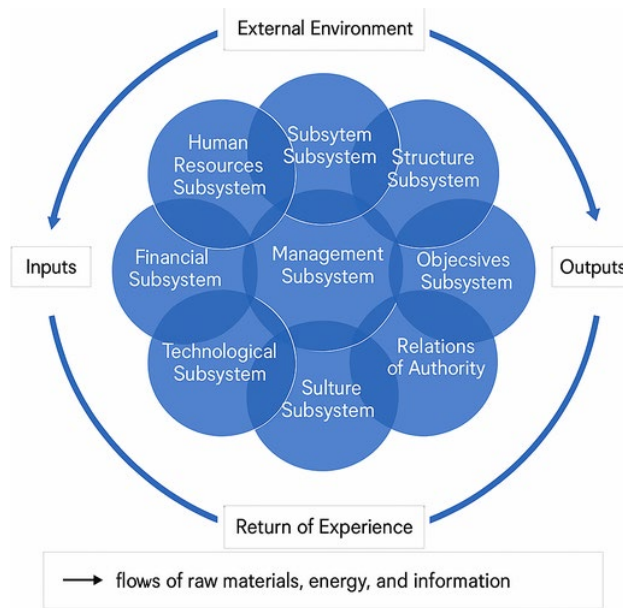 External Environment
Human
Resources
Subsystem
Subsytem
Subsystem
Structure
Subsystem
Inputs
Financial
Subsystem
Management
Subsystem
Objecsives
Subsystem
Outputs
Technological
Subsystem
Sulture
Subsystem
Relations
of Authority
Return of Experience
flows of raw materials, energy, and information